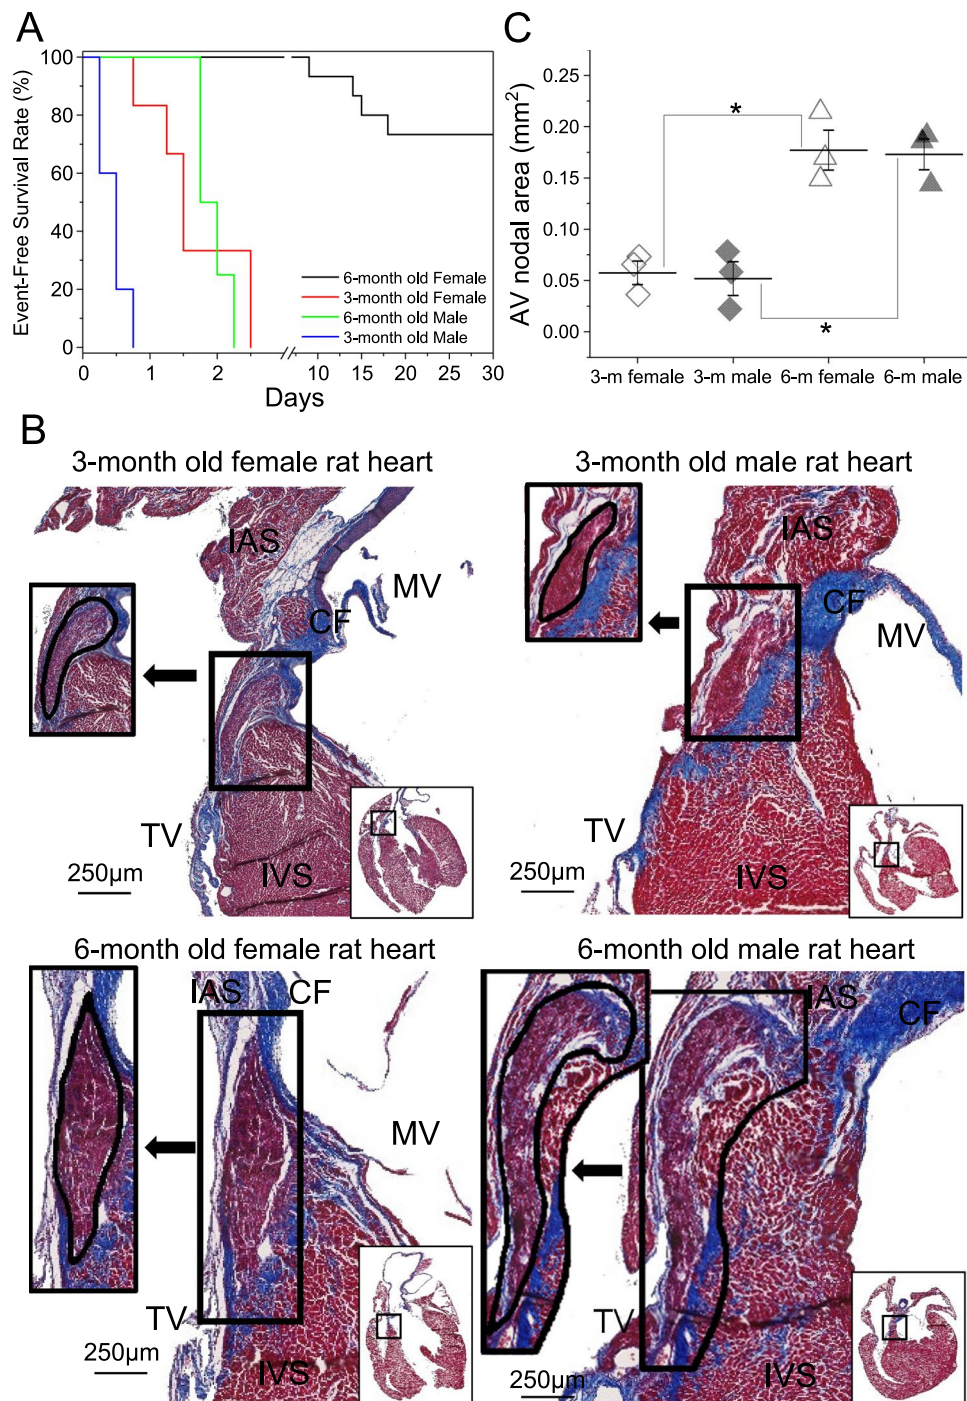 A
Event-Free Survival Rate (%)
100
80
60
40
20
0
0
1
2
10
15
20
25
30
Days
6-month old Female
3-month old Female
6-month old Male
3-month old Male
C
AV nodal area (mm²)
0.25
0.20
0.15
0.10
0.05
0.00
*
*
3-m female
3-m male
6-m female
6-m male
B
3-month old female rat heart
IAS
MV
CF
TV
IVS
250µm
3-month old male rat heart
IAS
CF
MV
TV
IVS
250µm
6-month old female rat heart
IAS
CF
MV
TV
IVS
250µm
6-month old male rat heart
IAS
CF
TV
IVS
250µm